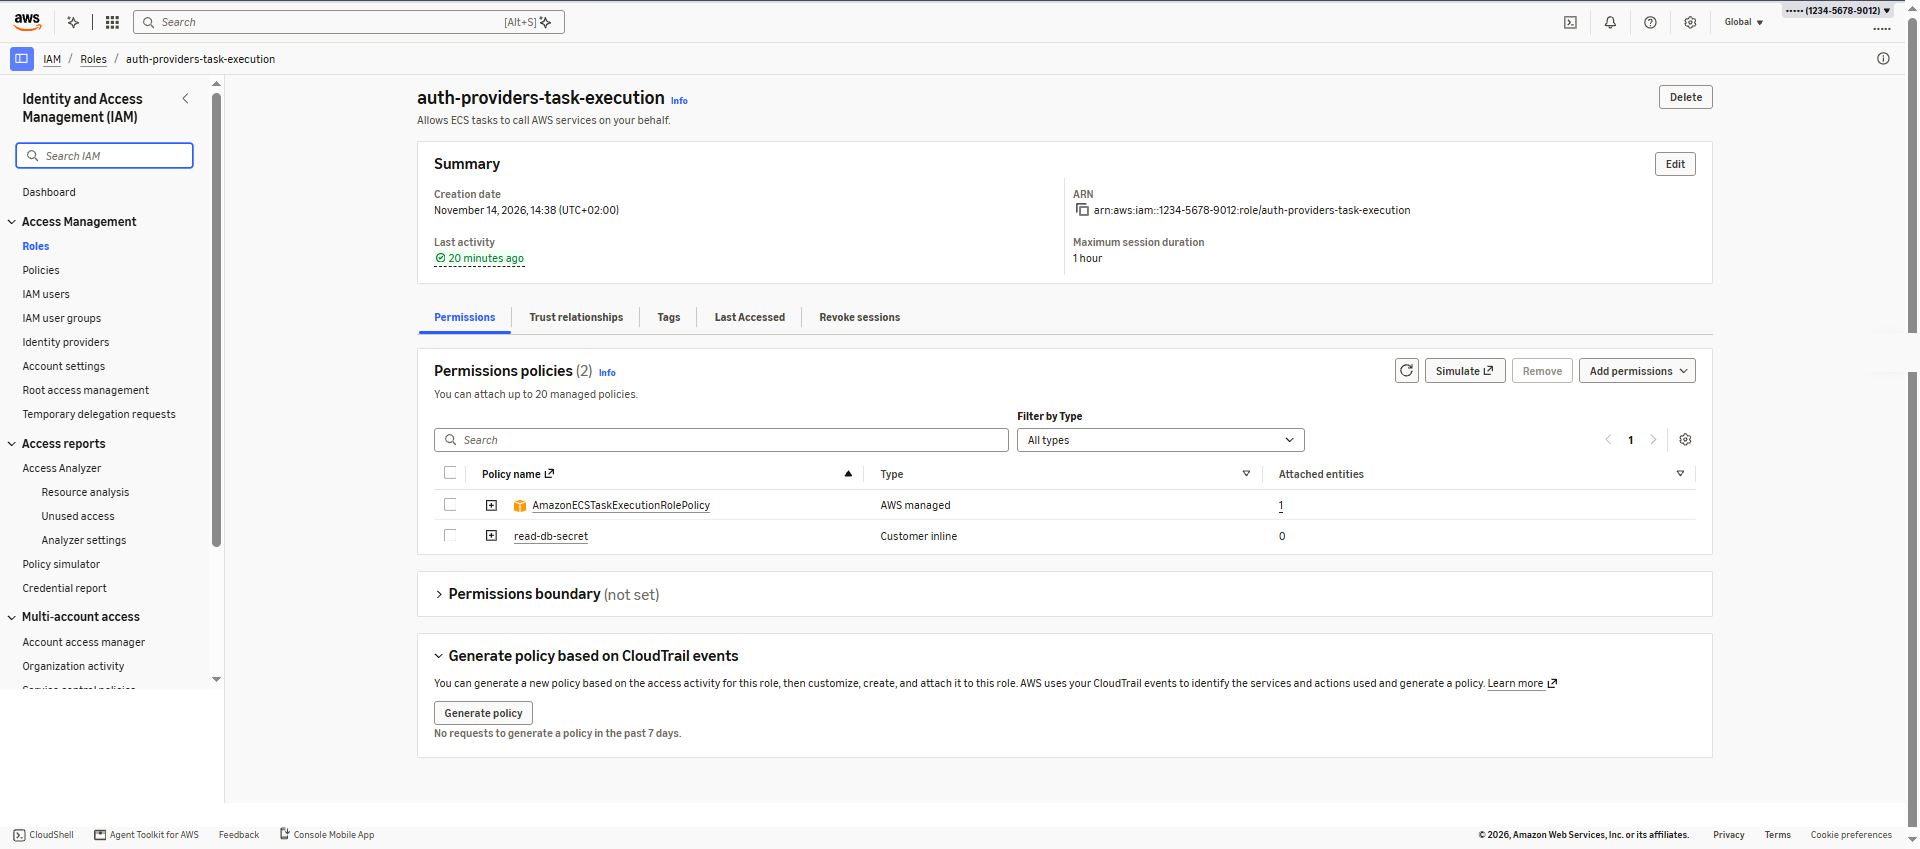 aws
Search
[Alt+S]
Global
••••• (1234-5678-9012)
•••••
IAM / Roles / auth-providers-task-execution
Identity and Access Management (IAM)
Search IAM
Dashboard
Access Management
Roles
Policies
IAM users
IAM user groups
Identity providers
Account settings
Root access management
Temporary delegation requests
Access reports
Access Analyzer
Resource analysis
Unused access
Analyzer settings
Policy simulator
Credential report
Multi-account access
Account access manager
Organization activity
Service control policies
auth-providers-task-execution Info
Delete
Allows ECS tasks to call AWS services on your behalf.
Summary
Edit
Creation date
November 14, 2026, 14:38 (UTC+02:00)
ARN
arn:aws:iam::1234-5678-9012:role/auth-providers-task-execution
Last activity
20 minutes ago
Maximum session duration
1 hour
Permissions
Trust relationships
Tags
Last Accessed
Revoke sessions
Permissions policies (2) Info
You can attach up to 20 managed policies.
Simulate
Remove
Add permissions
Filter by Type
Search
All types
1
Policy name
Type
Attached entities
AmazonECSTaskExecutionRolePolicy
AWS managed
1
read-db-secret
Customer inline
0
Permissions boundary (not set)
Generate policy based on CloudTrail events
You can generate a new policy based on the access activity for this role, then customize, create, and attach it to this role. AWS uses your CloudTrail events to identify the services and actions used and generate a policy. Learn more
Generate policy
No requests to generate a policy in the past 7 days.
CloudShell
Agent Toolkit for AWS
Feedback
Console Mobile App
© 2026, Amazon Web Services, Inc. or its affiliates.
Privacy
Terms
Cookie preferences